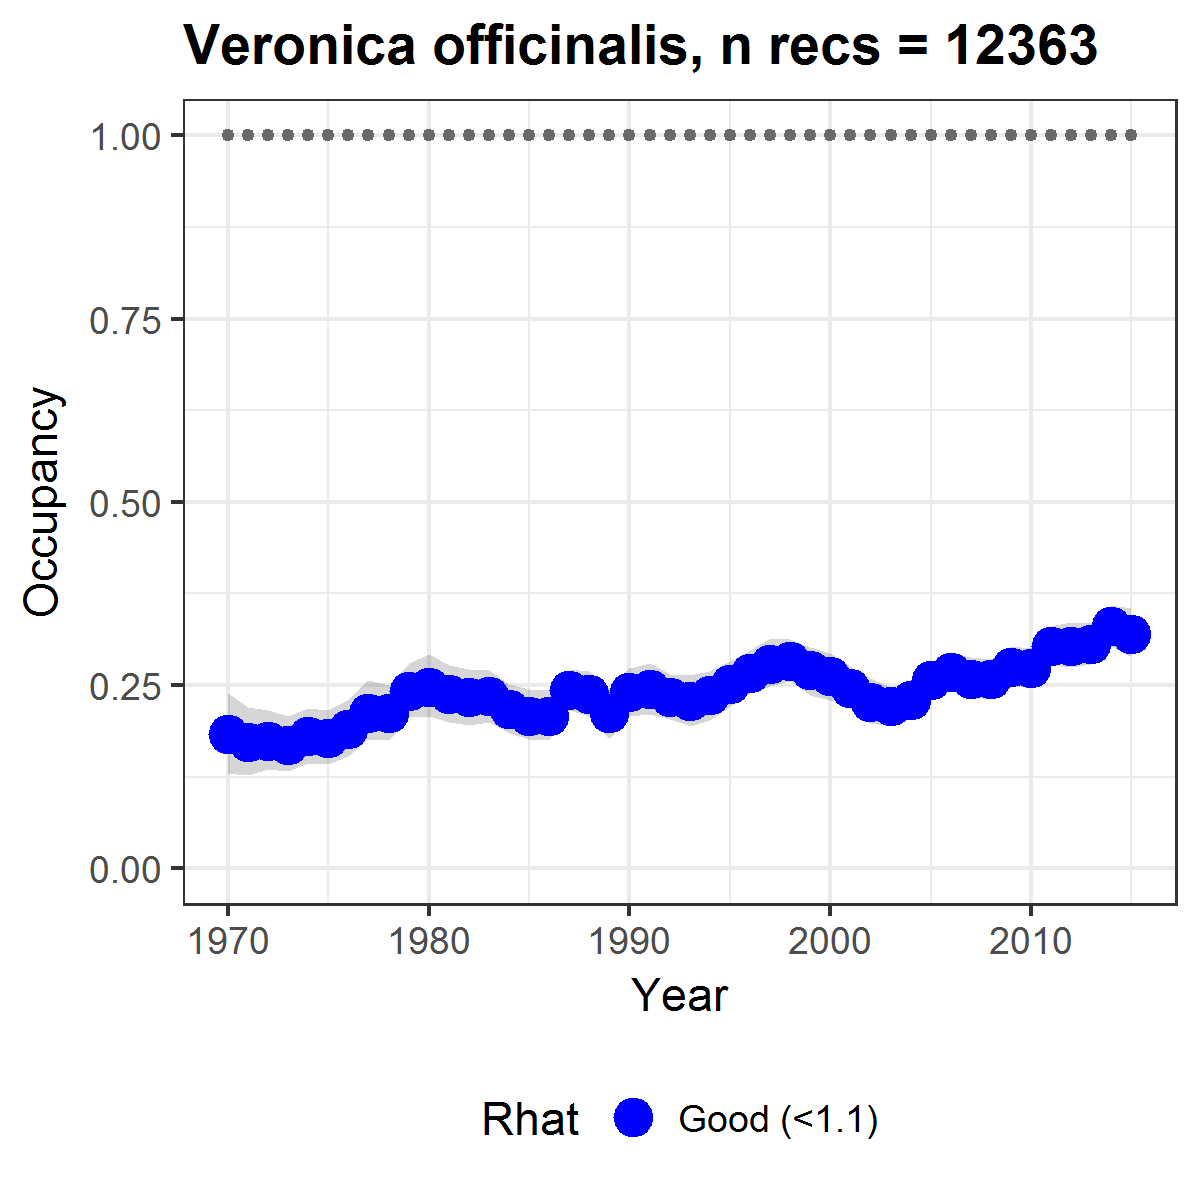 Veronica officinalis, n recs = 12363
1.00
0.75
0.50
0.25
0.00
Occupancy
1970 1980 1990 2000 2010
Year
Rhat Good (<1.1)